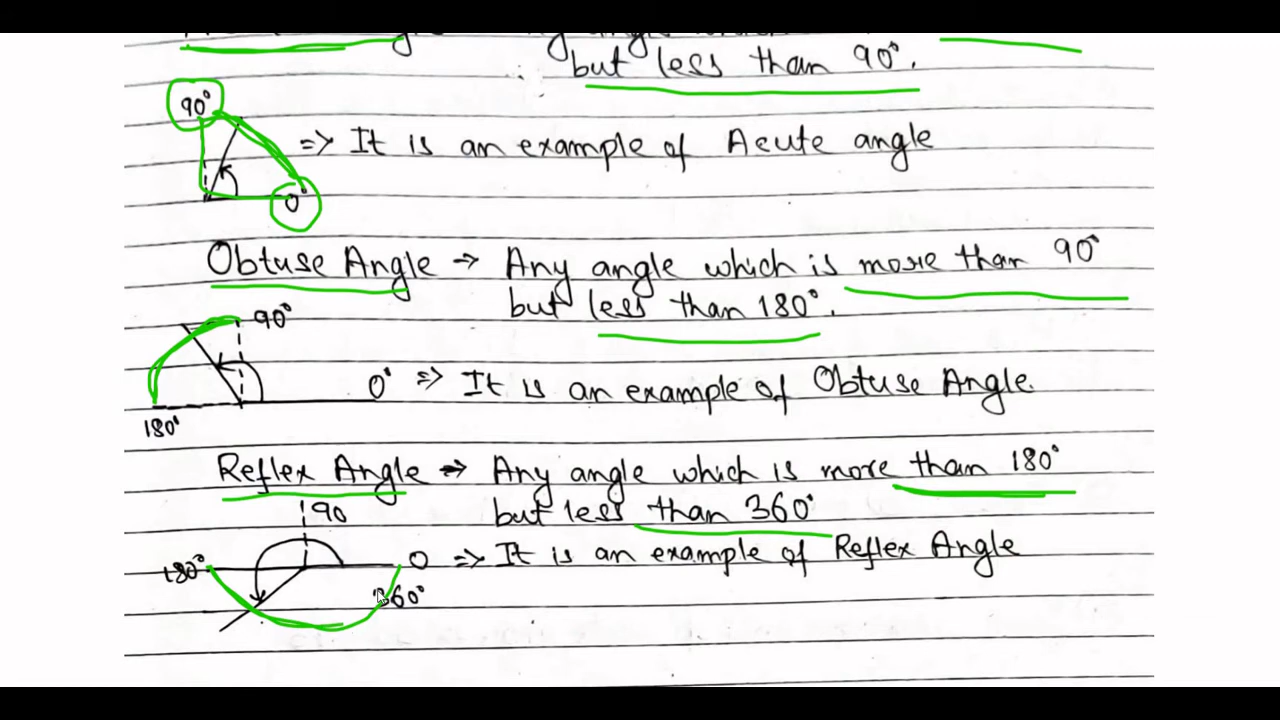 but less than 90°.
90°
=> It is an example of Acute angle
0°
Obtuse Angle → Any angle which is more than 90°
but less than 180°.
90°
0° => It is an example of Obtuse Angle.
180°
Reflex Angle → Any angle which is more than 180°
90 but less than 360°
180° 0 => It is an example of Reflex Angle
360°